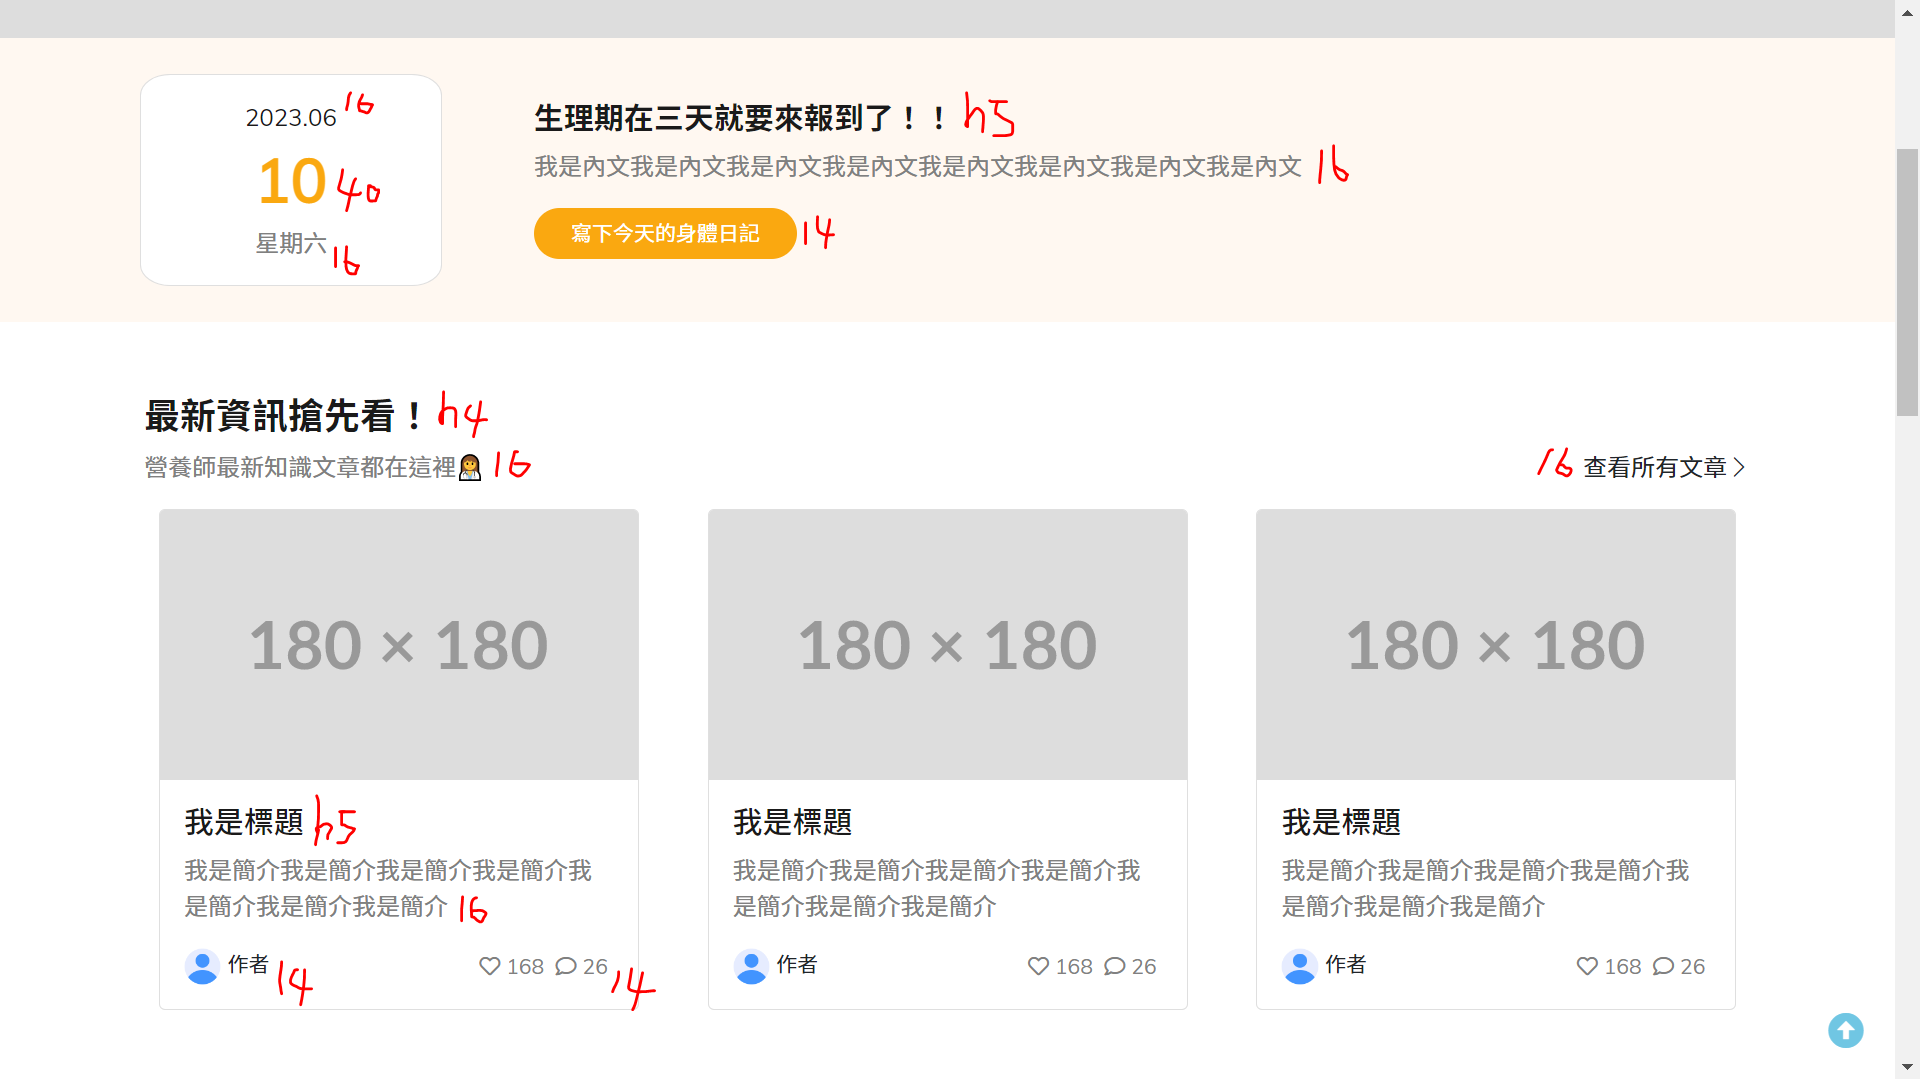 2023.06 16
10 40
星期六 16
生理期在三天就要來報到了！！ h5
我是內文我是內文我是內文我是內文我是內文我是內文我是內文我是內文 16
寫下今天的身體日記 14
最新資訊搶先看！ h4
營養師最新知識文章都在這裡👩‍⚕️ 16
16 查看所有文章 >
180 × 180
我是標題 h5
我是簡介我是簡介我是簡介我是簡介我
是簡介我是簡介我是簡介 16
作者 14 168 26 14
180 × 180
我是標題
我是簡介我是簡介我是簡介我是簡介我
是簡介我是簡介我是簡介
作者 168 26
180 × 180
我是標題
我是簡介我是簡介我是簡介我是簡介我
是簡介我是簡介我是簡介
作者 168 26